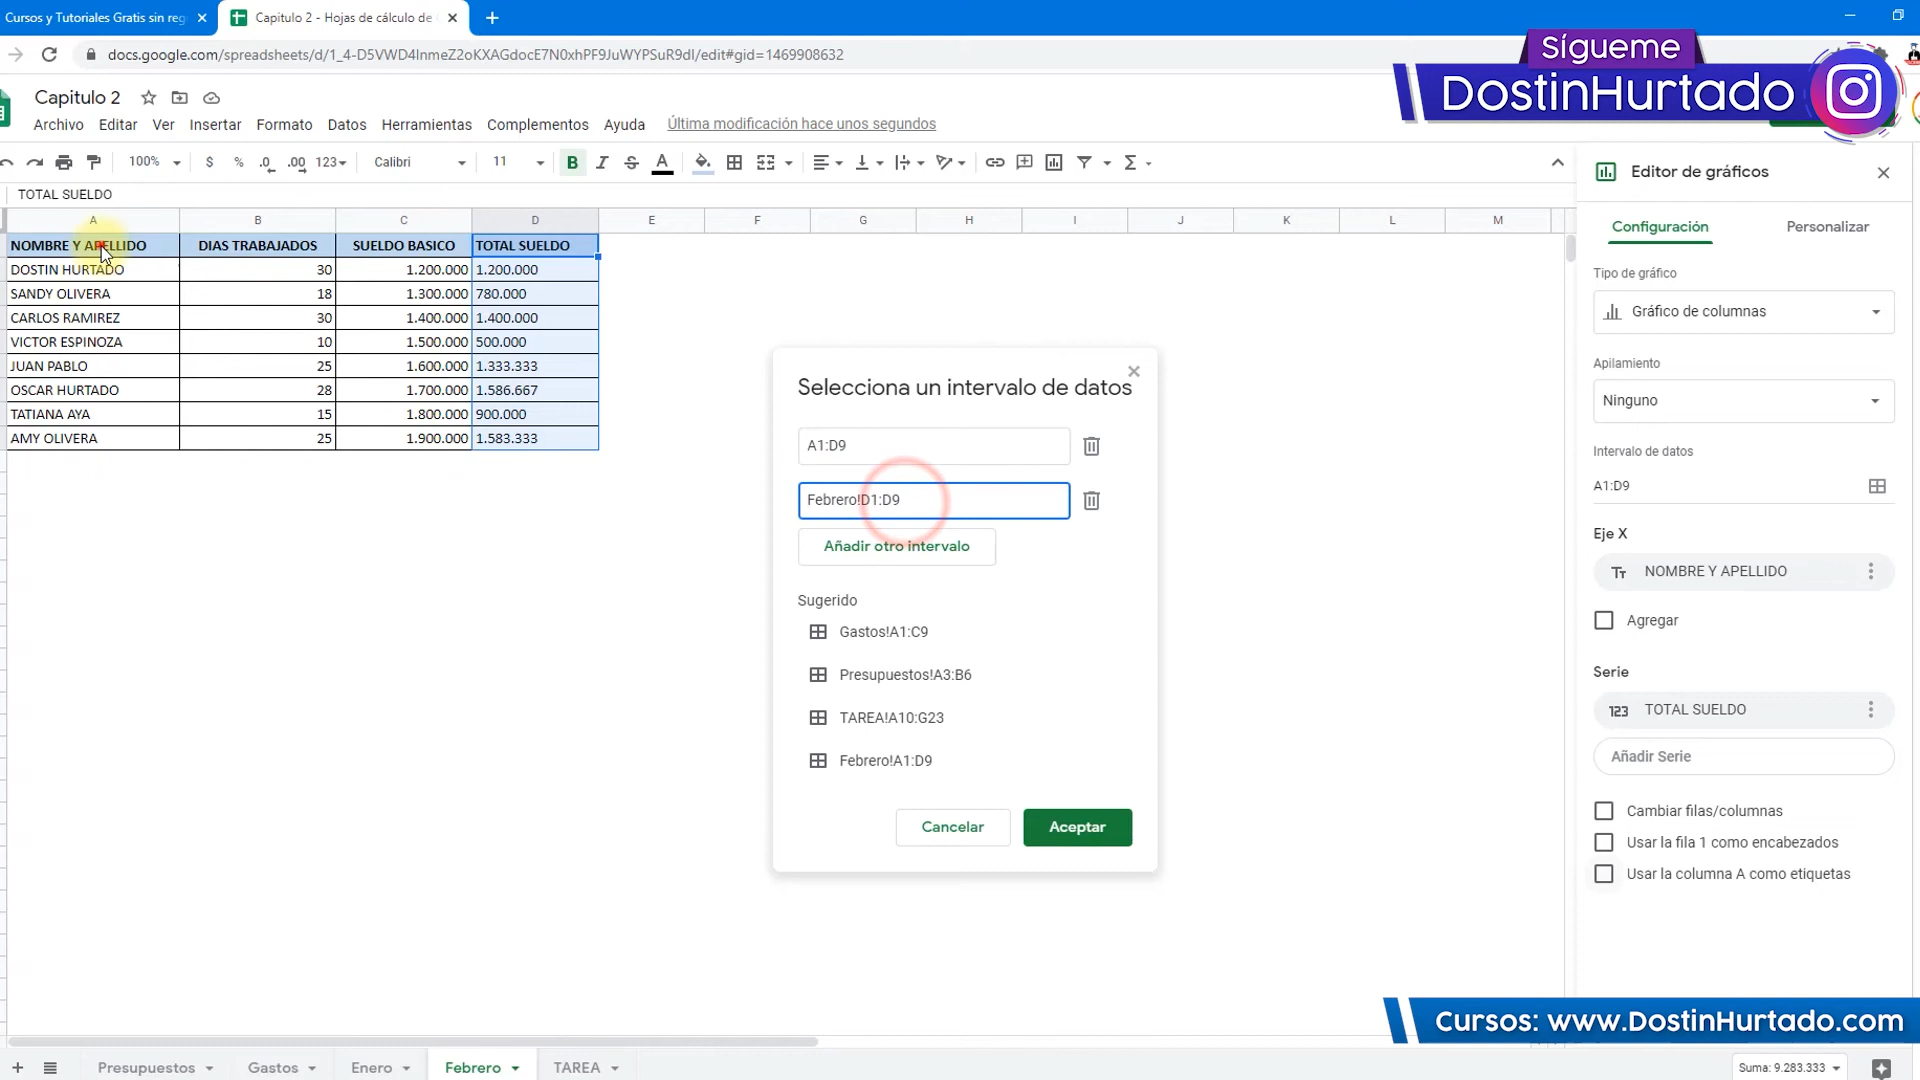 Cursos y Tutoriales Gratis sin reg
Capitulo 2 - Hojas de cálculo de
docs.google.com/spreadsheets/d/1_4-D5VWD4InmeZ2oKXAGdocE7N0xhPF9JuWYPSuR9dI/edit#gid=1469908632
Sígueme
DostinHurtado
Capitulo 2
Archivo Editar Ver Insertar Formato Datos Herramientas Complementos Ayuda Última modificación hace unos segundos
100% $ % .0 .00 123 Calibri 11 B I S A Σ
TOTAL SUELDO
A B C D E F G H I J K L M
NOMBRE Y APELLIDO DIAS TRABAJADOS SUELDO BASICO TOTAL SUELDO
DOSTIN HURTADO 30 1.200.000 1.200.000
SANDY OLIVERA 18 1.300.000 780.000
CARLOS RAMIREZ 30 1.400.000 1.400.000
VICTOR ESPINOZA 10 1.500.000 500.000
JUAN PABLO 25 1.600.000 1.333.333
OSCAR HURTADO 28 1.700.000 1.586.667
TATIANA AYA 15 1.800.000 900.000
AMY OLIVERA 25 1.900.000 1.583.333
Selecciona un intervalo de datos
A1:D9
Febrero!D1:D9
Añadir otro intervalo
Sugerido
Gastos!A1:C9
Presupuestos!A3:B6
TAREA!A10:G23
Febrero!A1:D9
Cancelar Aceptar
Editor de gráficos
Configuración Personalizar
Tipo de gráfico
Gráfico de columnas
Apilamiento
Ninguno
Intervalo de datos
A1:D9
Eje X
Tт NOMBRE Y APELLIDO
Agregar
Serie
123 TOTAL SUELDO
Añadir Serie
Cambiar filas/columnas
Usar la fila 1 como encabezados
Usar la columna A como etiquetas
Cursos: www.DostinHurtado.com
Presupuestos Gastos Enero Febrero TAREA
Suma: 9.283.333